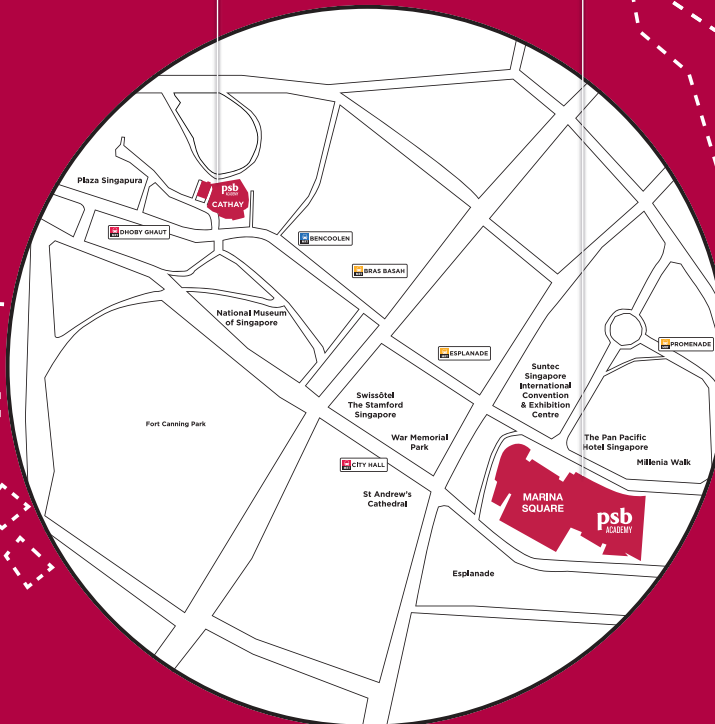 Plaza Singapura
psb
ACADEMY
CATHAY
DHOBY GHAUT
BENCOOLEN
BRAS BASAH
National Museum
of Singapore
ESPLANADE
PROMENADE
Suntec
Singapore
International
Convention
& Exhibition
Centre
Swissôtel
The Stamford
Singapore
Fort Canning Park
War Memorial
Park
The Pan Pacific
Hotel Singapore
Millenia Walk
CITY HALL
St Andrew's
Cathedral
MARINA
SQUARE
psb
ACADEMY
Esplanade